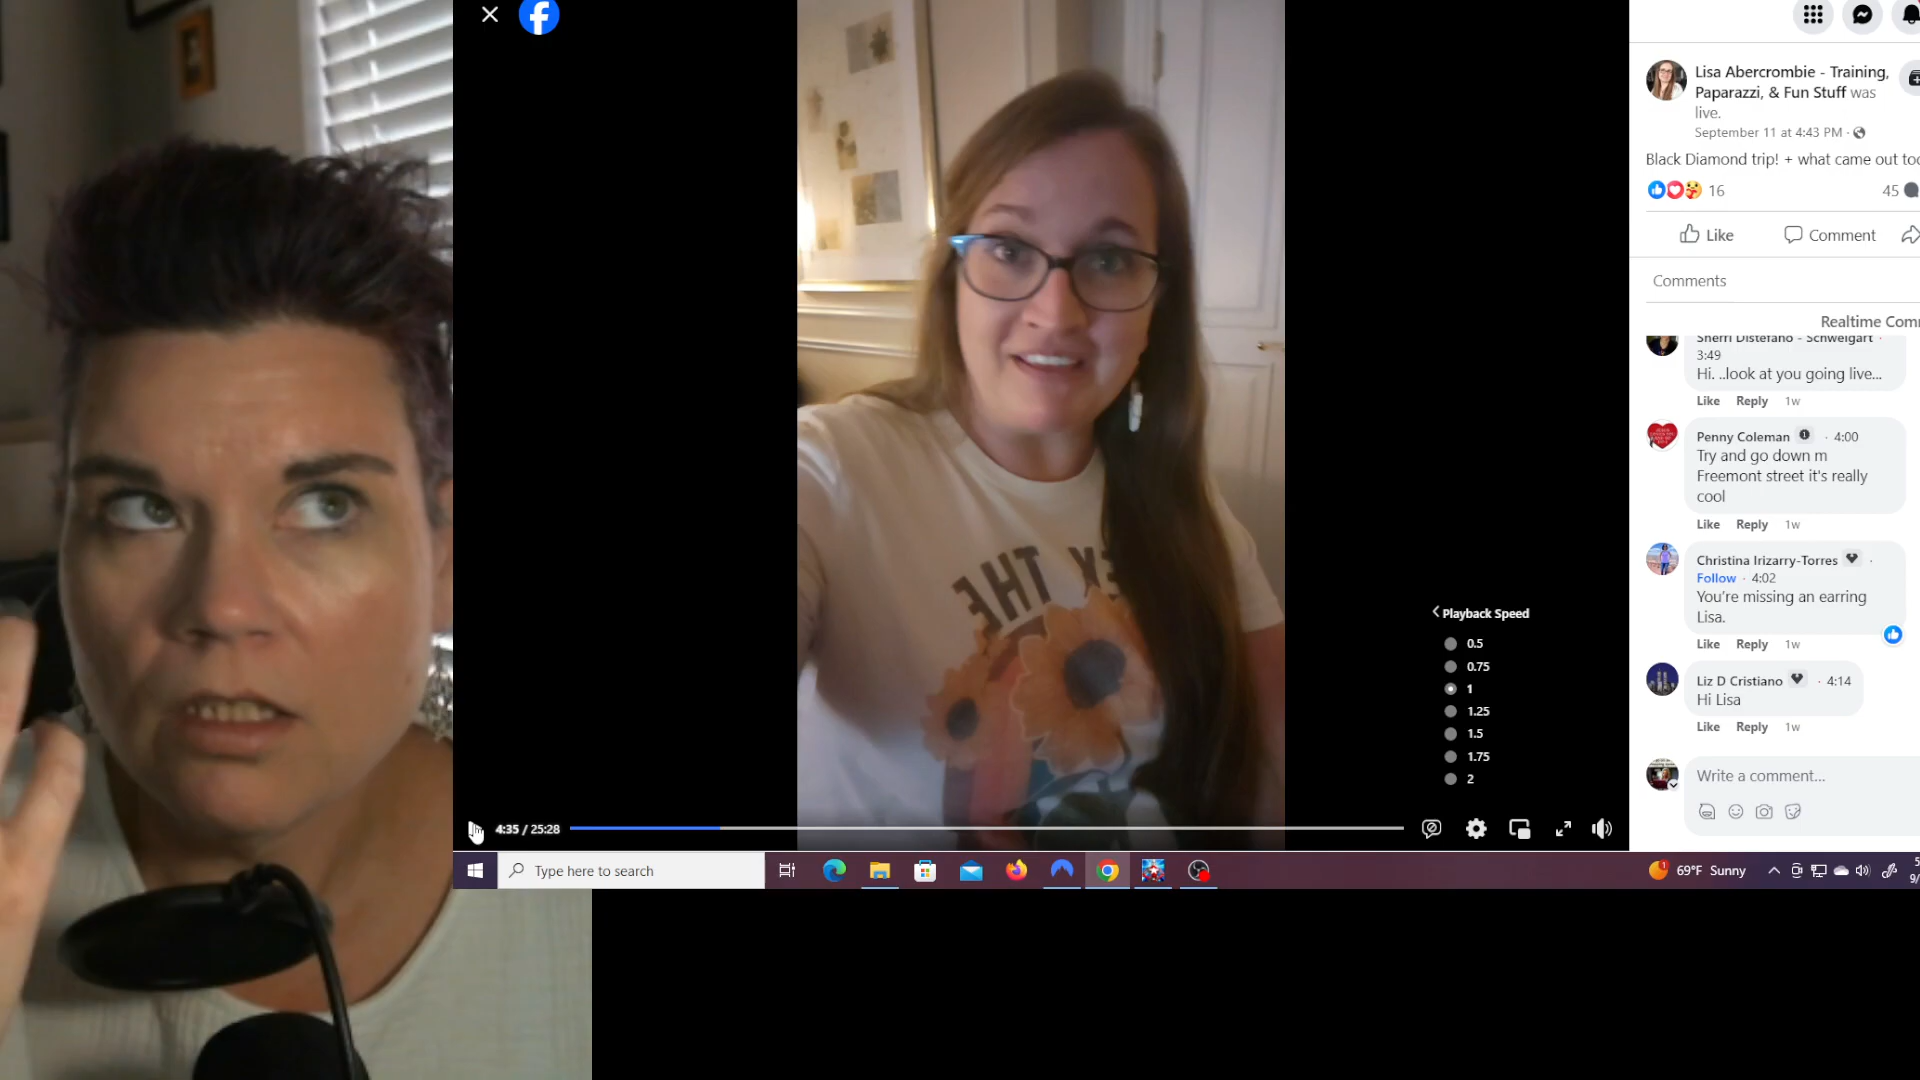 Lisa Abercrombie - Training,
Paparazzi, & Fun Stuff was
live.
September 11 at 4:43 PM ·
Black Diamond trip! + what came out
16
45
Like
Comment
Comments
Realtime
Sherri Distefano - Schweigart ·
3:49
Hi. ..look at you going live...
Like Reply 1w
Penny Coleman · 4:00
Try and go down m
Freemont street it's really
cool
Like Reply 1w
Christina Irizarry-Torres ·
Follow · 4:02
You're missing an earring
Lisa.
Like Reply 1w
Liz D Cristiano · 4:14
Hi Lisa
Like Reply 1w
Write a comment...
THE
Playback Speed
0.5
0.75
1
1.25
1.5
1.75
2
4:35 / 25:28
Type here to search
69°F Sunny